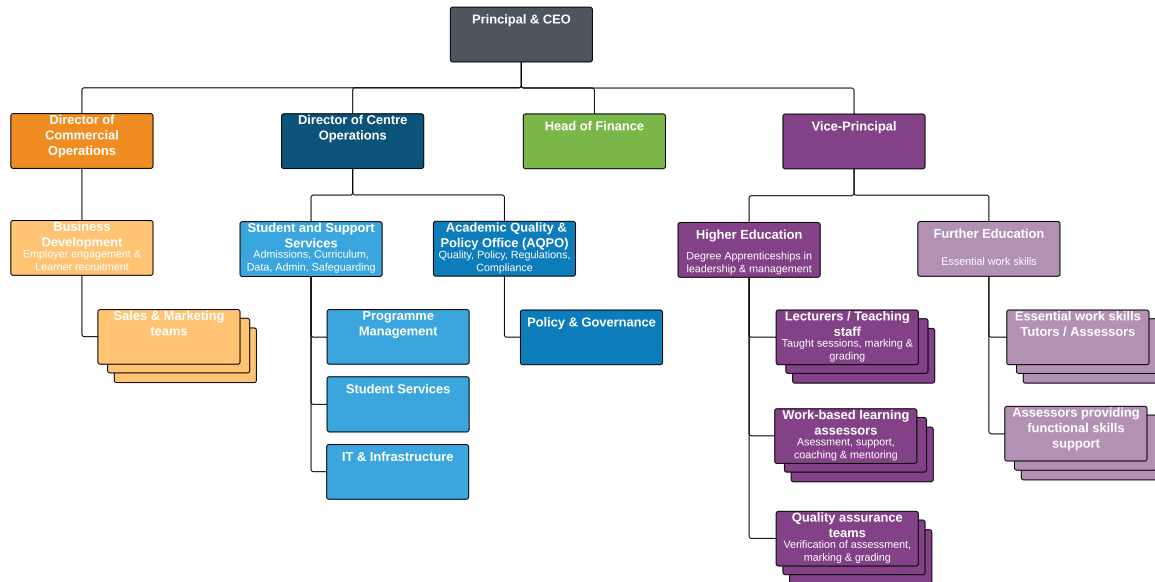 Principal & CEO
Director of
Commercial
Operations
Director of Centre
Operations
Head of Finance
Vice-Principal
Business
Development
Employer engagement &
Learner recruitment
Student and Support
Services
Admissions, Curriculum,
Data, Admin, Safeguarding
Academic Quality &
Policy Office (AQPO)
Quality, Policy, Regulations,
Compliance
Higher Education
Degree Apprenticeships in
leadership & management
Further Education
Essential work skills
Sales & Marketing
teams
Programme
Management
Policy & Governance
Lecturers / Teaching
staff
Taught sessions, marking &
grading
Essential work skills
Tutors / Assessors
Student Services
Work-based learning
assessors
Assessment, support,
coaching & mentoring
Assessors providing
functional skills
support
IT & Infrastructure
Quality assurance
teams
Verification of assessment,
marking & grading